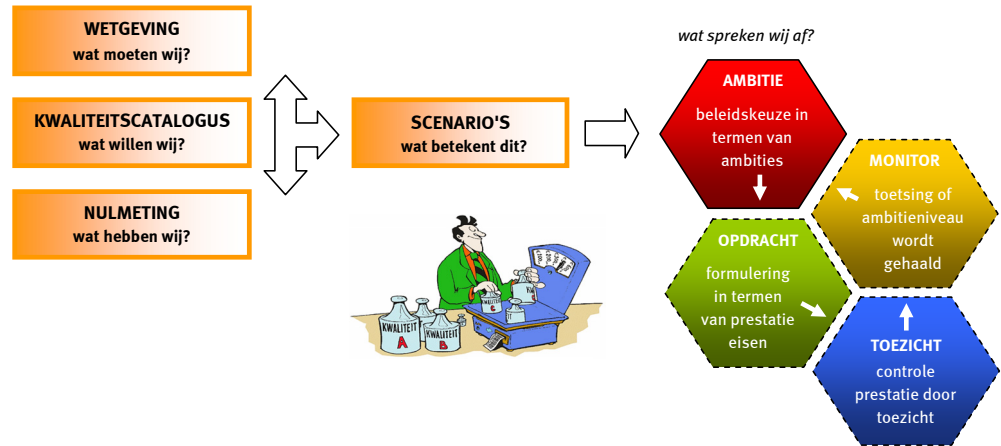 WETGEVING
wat moeten wij?
KWALITEITSCATALOGUS
wat willen wij?
NULMETING
wat hebben wij?
SCENARIO'S
wat betekent dit?
wat spreken wij af?
AMBITIE
beleidskeuze in
termen van
ambities
MONITOR
toetsing of
ambitieniveau
wordt
gehaald
OPDRACHT
formulering
in termen
van prestatie
eisen
TOEZICHT
controle
prestatie door
toezicht
KWALITEIT
A
KWALITEIT
B
KWALITEIT
C